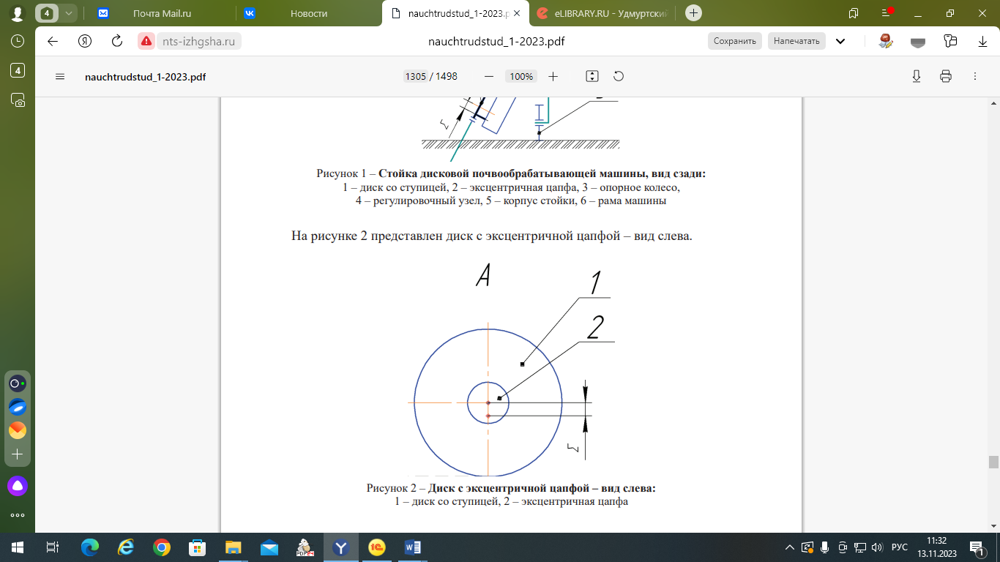 4
Почта Mail.ru
Новости
nauchtrudstud_1-2023.p
eLIBRARY.RU - Удмуртский
nts-izhgsha.ru
nauchtrudstud_1-2023.pdf
Сохранить
Напечатать
4
nauchtrudstud_1-2023.pdf
1305 / 1498
100%
Σ
Рисунок 1 – Стойка дисковой почвообрабатывающей машины, вид сзади:
1 – диск со ступицей, 2 – эксцентричная цапфа, 3 – опорное колесо,
4 – регулировочный узел, 5 – корпус стойки, 6 – рама машины
На рисунке 2 представлен диск с эксцентричной цапфой – вид слева.
А
1
2
Σ
Рисунок 2 – Диск с эксцентричной цапфой – вид слева:
1 – диск со ступицей, 2 – эксцентричная цапфа
РУС
11:32
13.11.2023
1